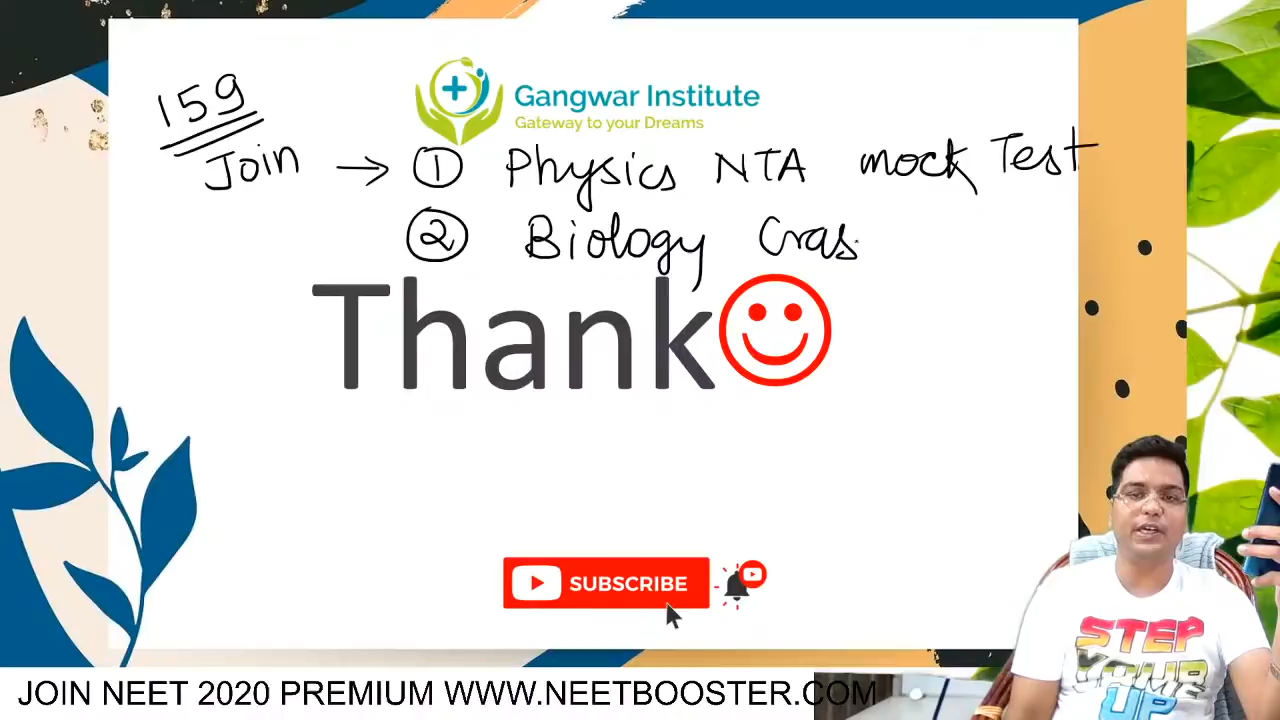 159
Gangwar Institute
Gateway to your Dreams
Join → ① Physics NTA mock Test
② Biology Cras
Thank
SUBSCRIBE
STEP
YOUR
UP
JOIN NEET 2020 PREMIUM WWW.NEETBOOSTER.COM